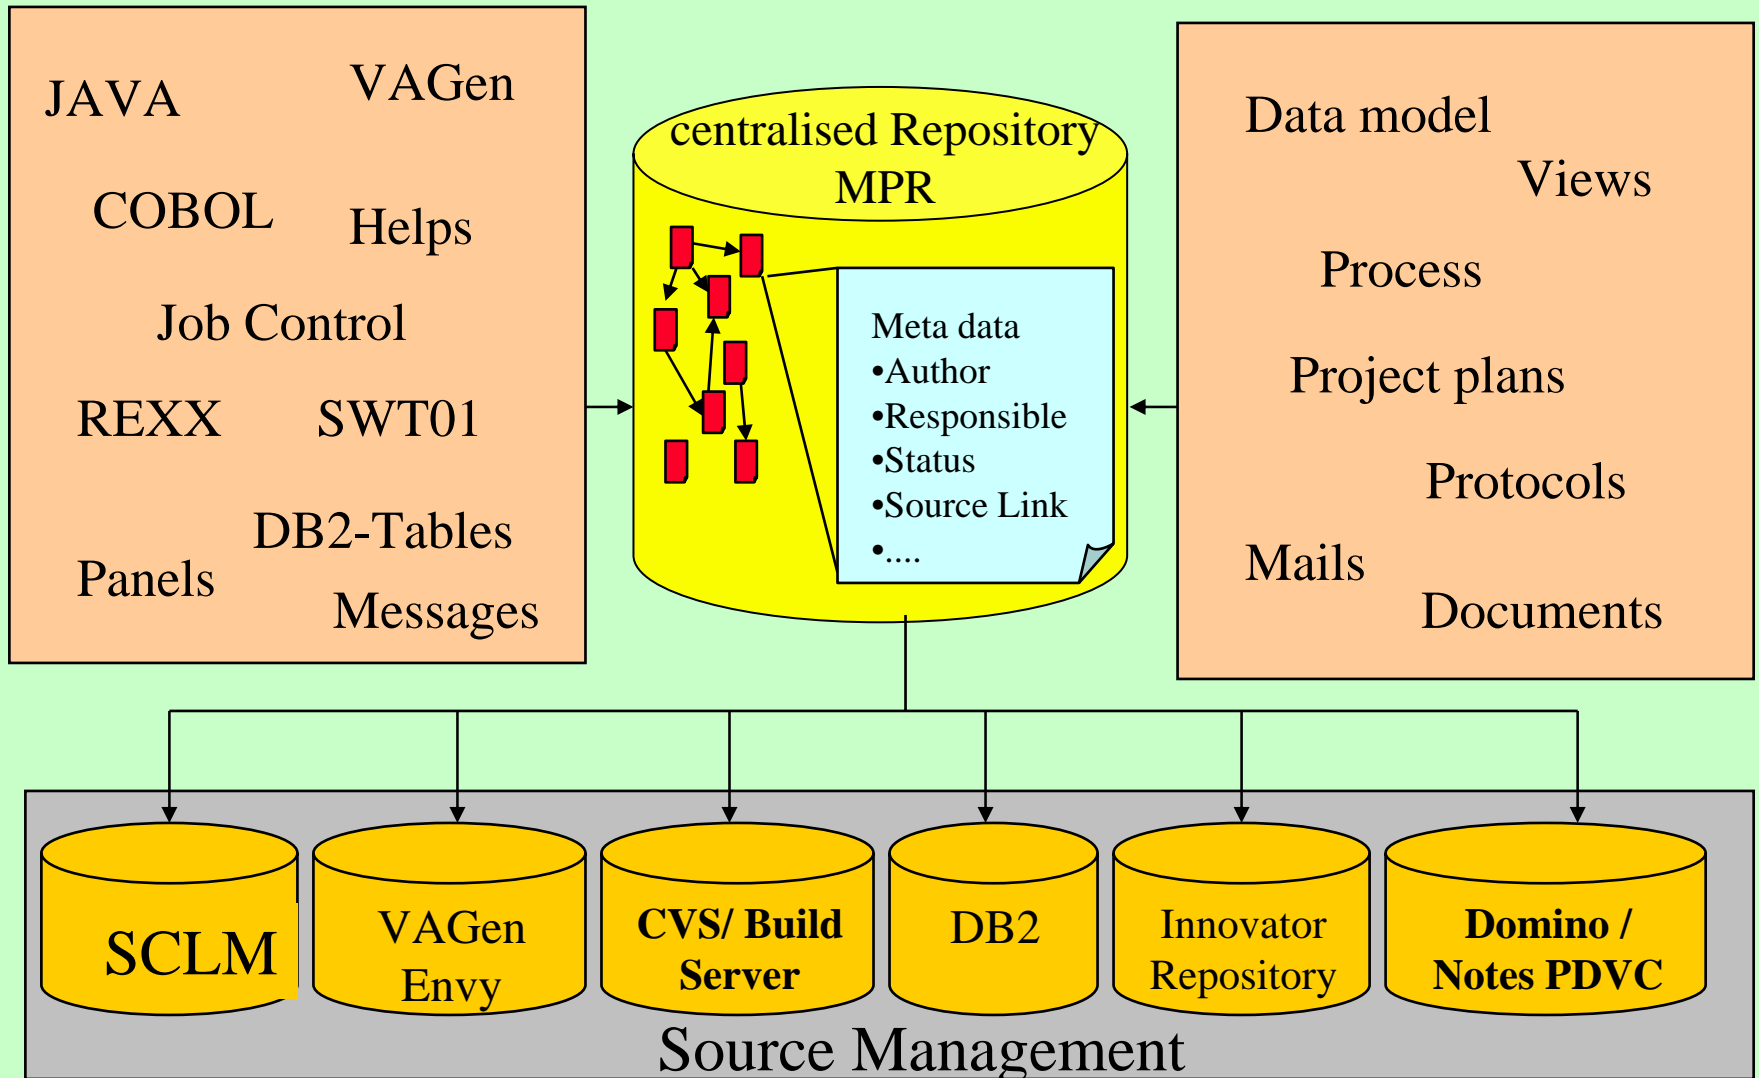 JAVA
VAGen
COBOL
Helps
Job Control
REXX
SWT01
DB2-Tables
Panels
Messages
centralised Repository
MPR
Meta data
•Author
•Responsible
•Status
•Source Link
•....
Data model
Views
Process
Project plans
Protocols
Mails
Documents
SCLM
VAGen
Envy
CVS/ Build
Server
DB2
Innovator
Repository
Domino /
Notes PDVC
Source Management